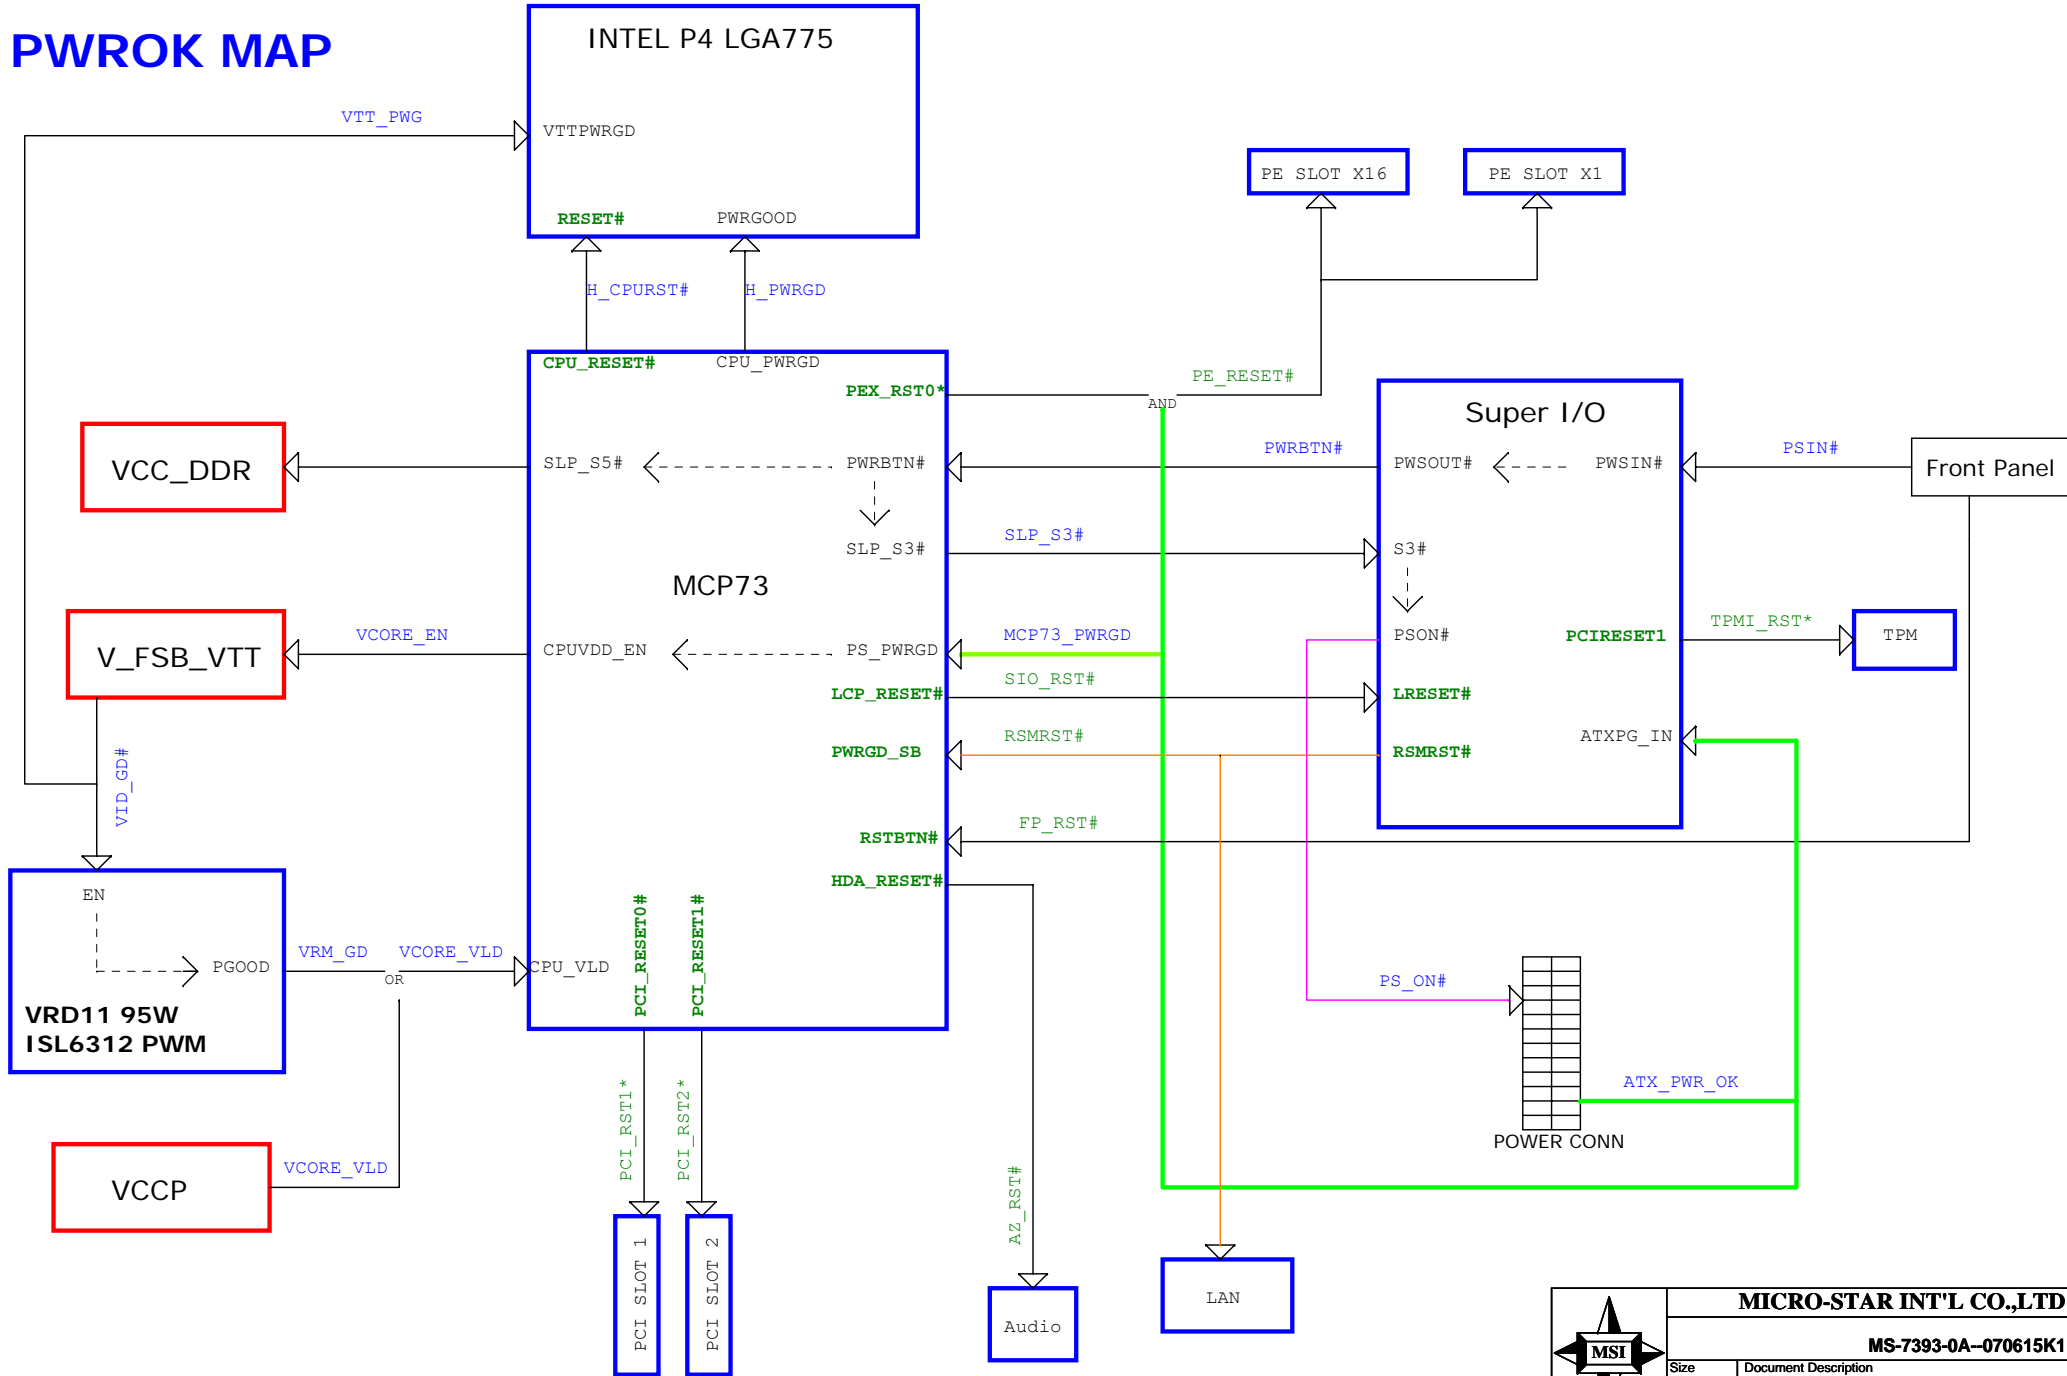 PWROK MAP
INTEL P4 LGA775
VTT_PWG
VTTPWRGD
RESET#
PWRGOOD
H_CPURST#
H_PWRGD
PE SLOT X16
PE SLOT X1
CPU_RESET#
CPU_PWRGD
PEX_RST0*
PE_RESET#
AND
Super I/O
VCC_DDR
SLP_S5#
PWRBTN#
PWRBTN#
PWSOUT#
PWSIN#
PSIN#
Front Panel
SLP_S3#
SLP_S3#
S3#
MCP73
V_FSB_VTT
VCORE_EN
CPUVDD_EN
PS_PWRGD
MCP73_PWRGD
PSON#
PCIRESET1
TPMI_RST*
TPM
LCP_RESET#
SIO_RST#
LRESET#
PWRGD_SB
RSMRST#
RSMRST#
ATXPG_IN
VID_GD#
RSTBTN#
FP_RST#
HDA_RESET#
EN
PGOOD
VRM_GD
VCORE_VLD
OR
CPU_VLD
PCI_RESET0#
PCI_RESET1#
VRD11 95W
ISL6312 PWM
PS_ON#
ATX_PWR_OK
POWER CONN
VCCP
VCORE_VLD
PCI_RST1*
PCI_RST2*
AZ_RST#
PCI SLOT 1
PCI SLOT 2
Audio
LAN
MSI
MICRO-STAR INT'L CO.,LTD
MS-7393-0A--070615K1
Size
Document Description